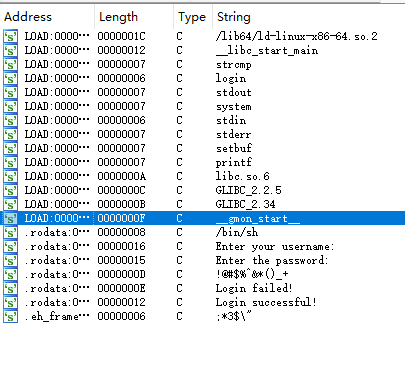 Address Length Type String
LOAD:0000… 0000001C C /lib64/ld-linux-x86-64.so.2
LOAD:0000… 00000012 C __libc_start_main
LOAD:0000… 00000007 C strcmp
LOAD:0000… 00000006 C login
LOAD:0000… 00000007 C stdout
LOAD:0000… 00000007 C system
LOAD:0000… 00000006 C stdin
LOAD:0000… 00000007 C stderr
LOAD:0000… 00000007 C setbuf
LOAD:0000… 00000007 C printf
LOAD:0000… 0000000A C libc.so.6
LOAD:0000… 0000000C C GLIBC_2.2.5
LOAD:0000… 0000000B C GLIBC_2.34
LOAD:0000… 0000000F C __gmon_start__
.rodata:0… 00000008 C /bin/sh
.rodata:0… 00000016 C Enter your username:
.rodata:0… 00000015 C Enter the password:
.rodata:0… 0000000D C !@#$%^&*()_+
.rodata:0… 0000000E C Login failed!
.rodata:0… 00000012 C Login successful!
.eh_frame… 00000006 C ;*3$\"